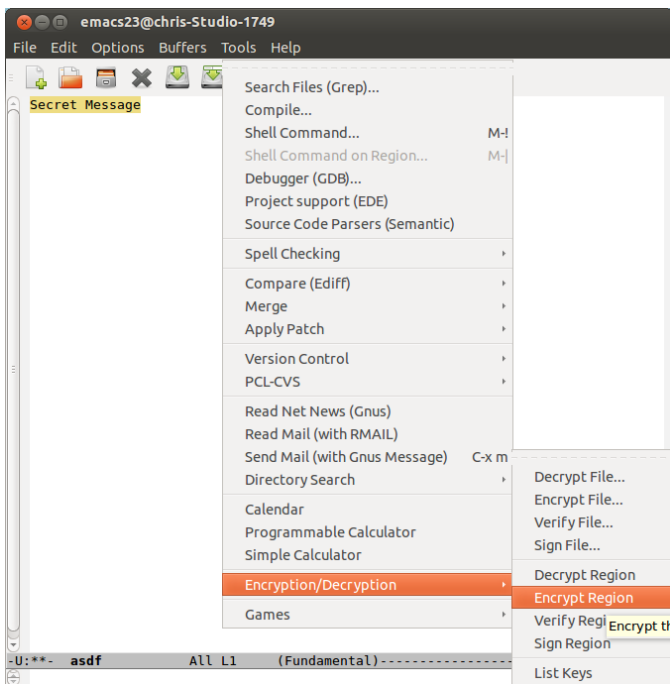 emacs23@chris-Studio-1749
File Edit Options Buffers Tools Help
Secret Message
Search Files (Grep)...
Compile...
Shell Command... M-!
Shell Command on Region... M-|
Debugger (GDB)...
Project support (EDE)
Source Code Parsers (Semantic)
Spell Checking
Compare (Ediff)
Merge
Apply Patch
Version Control
PCL-CVS
Read Net News (Gnus)
Read Mail (with RMAIL)
Send Mail (with Gnus Message) C-x m
Directory Search
Calendar
Programmable Calculator
Simple Calculator
Encryption/Decryption
Games
Decrypt File...
Encrypt File...
Verify File...
Sign File...
Decrypt Region
Encrypt Region
Verify Regi
Encrypt th
Sign Region
List Keys
-U:**- asdf All L1 (Fundamental)-----------------